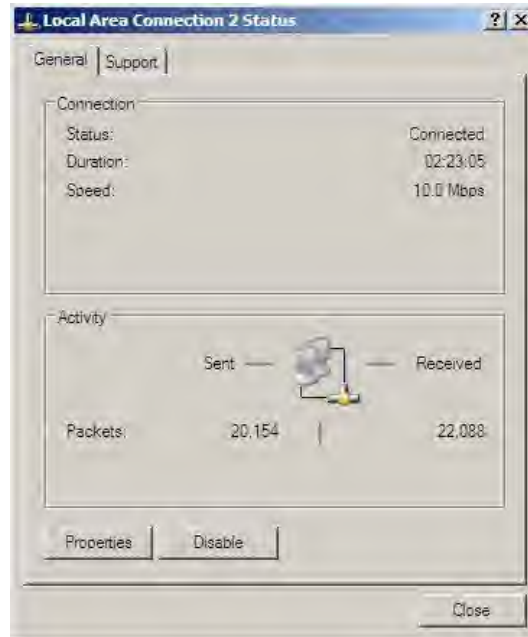 Local Area Connection 2 Status
General Support
Connection
Status: Connected
Duration: 02:23:05
Speed: 10.0 Mbps
Activity
Sent Received
Packets: 20,154 22,088
Properties Disable
Close